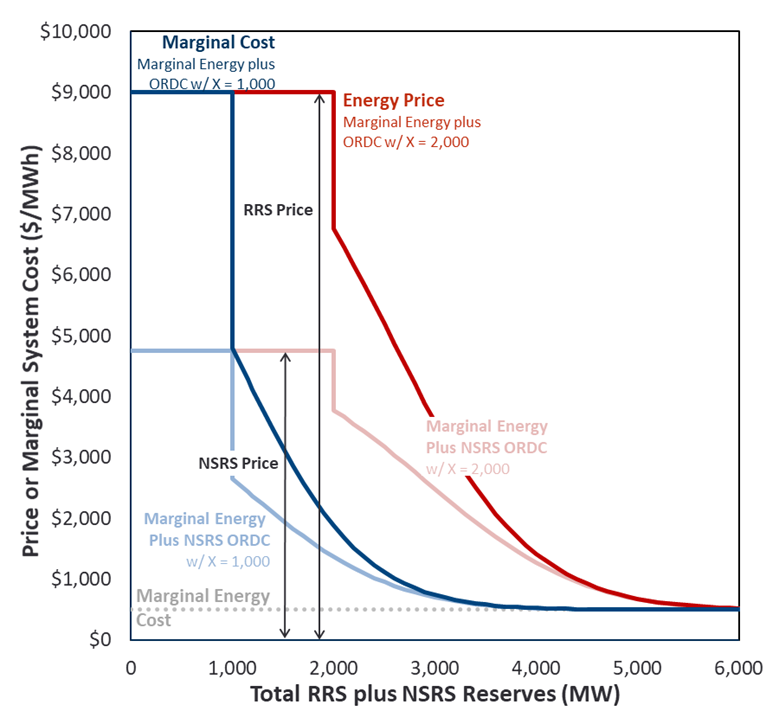 $10,000
Marginal Cost
Marginal Energy plus
ORDC w/ X = 1,000
$9,000
Energy Price
Marginal Energy plus
ORDC w/ X = 2,000
$8,000
$7,000
RRS Price
$6,000
$5,000
$4,000
Marginal Energy
Plus NSRS ORDC
w/ X = 2,000
$3,000
NSRS Price
$2,000
Marginal Energy
Plus NSRS ORDC
w/ X = 1,000
$1,000
Marginal Energy
Cost
$0
0 1,000 2,000 3,000 4,000 5,000 6,000
Total RRS plus NSRS Reserves (MW)
Price or Marginal System Cost ($/MWh)